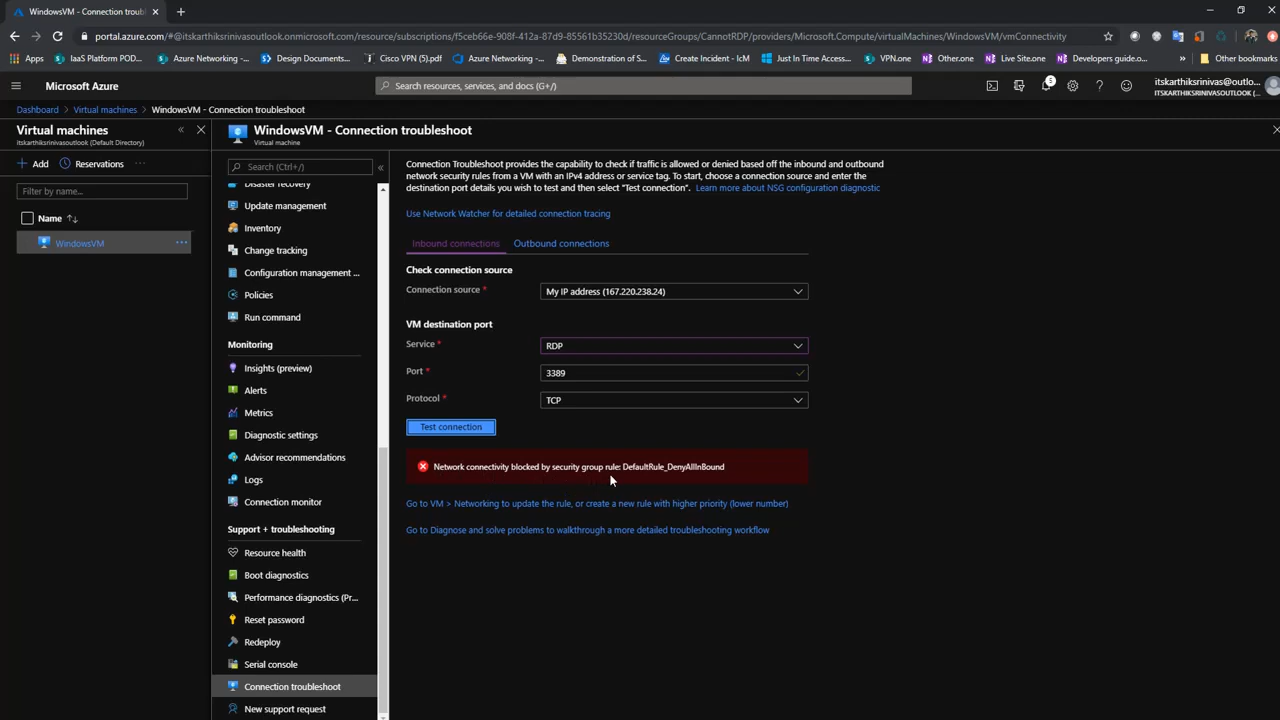 WindowsVM - Connection troublesh
portal.azure.com/#@itskarthiksrinivasoutlook.onmicrosoft.com/resource/subscriptions/f5ceb66e-908f-412a-87d9-85561b35230d/resourceGroups/CannotRDP/providers/Microsoft.Compute/virtualMachines/WindowsVM/vmConnectivity
Apps
IaaS Platform POD...
Azure Networking -...
Design Documents...
Cisco VPN (5).pdf
Azure Networking -...
Demonstration of S...
Create Incident - IcM
Just In Time Access...
VPN.one
Other.one
Live Site.one
Developers guide.o...
»
Other bookmarks
Microsoft Azure
Search resources, services, and docs (G+/)
5
itskarthiksrinivas@outlo...
ITSKARTHIKSRINIVASOUTLOOK (...
Dashboard > Virtual machines > WindowsVM - Connection troubleshoot
Virtual machines
itskarthiksrinivasoutlook (Default Directory)
Add
Reservations
...
Filter by name...
Name
WindowsVM
...
WindowsVM - Connection troubleshoot
Virtual machine
Search (Ctrl+/)
Disaster recovery
Update management
Inventory
Change tracking
Configuration management ...
Policies
Run command
Monitoring
Insights (preview)
Alerts
Metrics
Diagnostic settings
Advisor recommendations
Logs
Connection monitor
Support + troubleshooting
Resource health
Boot diagnostics
Performance diagnostics (Pr...
Reset password
Redeploy
Serial console
Connection troubleshoot
New support request
Connection Troubleshoot provides the capability to check if traffic is allowed or denied based off the inbound and outbound
network security rules from a VM with an IPv4 address or service tag. To start, choose a connection source and enter the
destination port details you wish to test and then select "Test connection". Learn more about NSG configuration diagnostic
Use Network Watcher for detailed connection tracing
Inbound connections
Outbound connections
Check connection source
Connection source *
My IP address (167.220.238.24)
VM destination port
Service *
RDP
Port *
3389
Protocol *
TCP
Test connection
Network connectivity blocked by security group rule: DefaultRule_DenyAllInBound
Go to VM > Networking to update the rule, or create a new rule with higher priority (lower number)
Go to Diagnose and solve problems to walkthrough a more detailed troubleshooting workflow